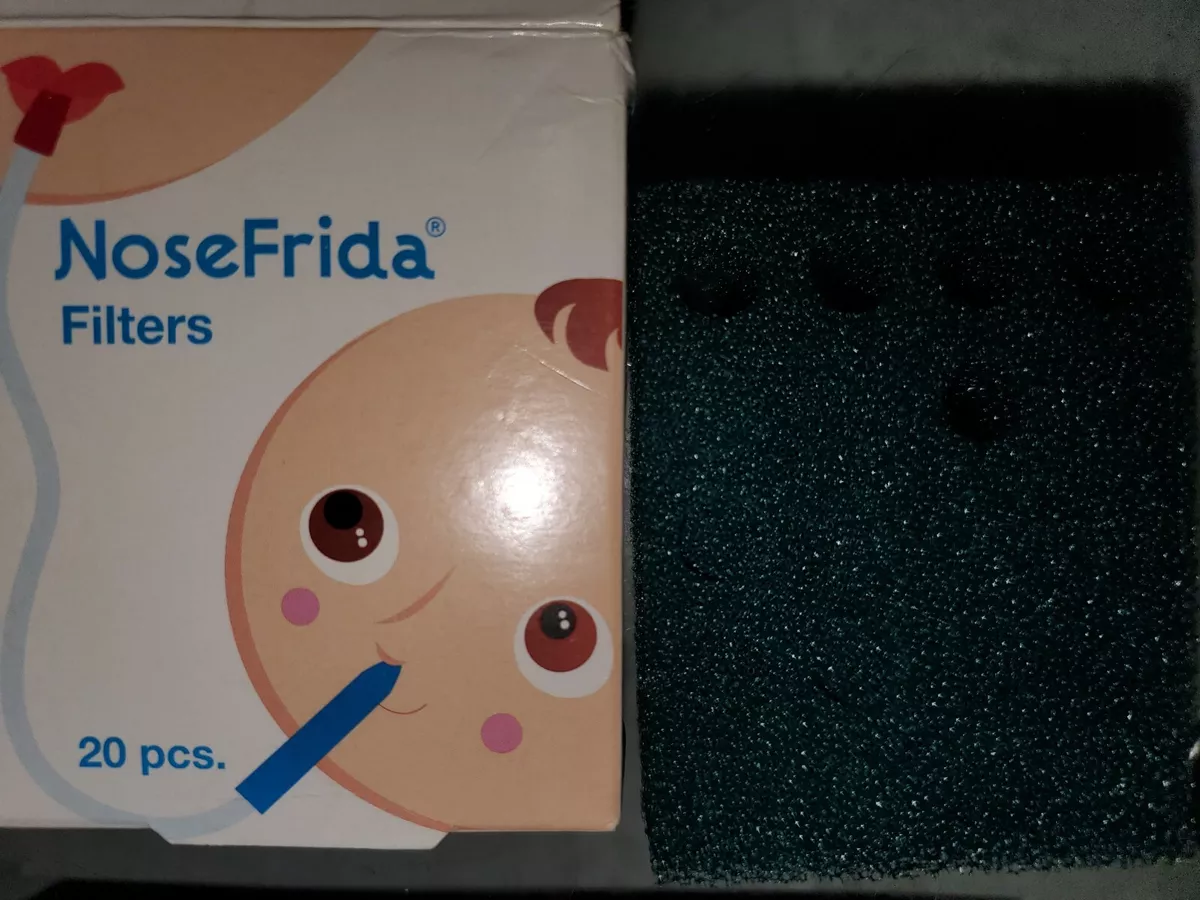 NoseFrida®
Filters
20 pcs.